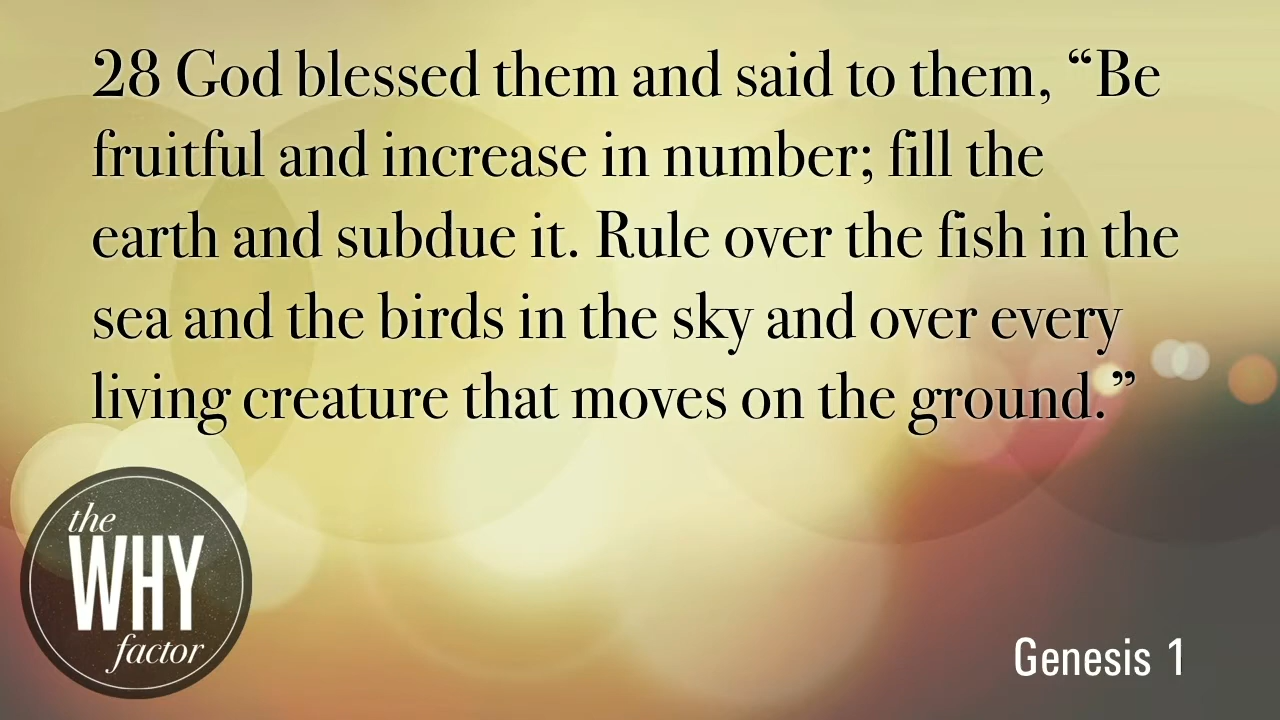 28 God blessed them and said to them, “Be
fruitful and increase in number; fill the
earth and subdue it. Rule over the fish in the
sea and the birds in the sky and over every
living creature that moves on the ground.”
the
WHY
factor
Genesis 1